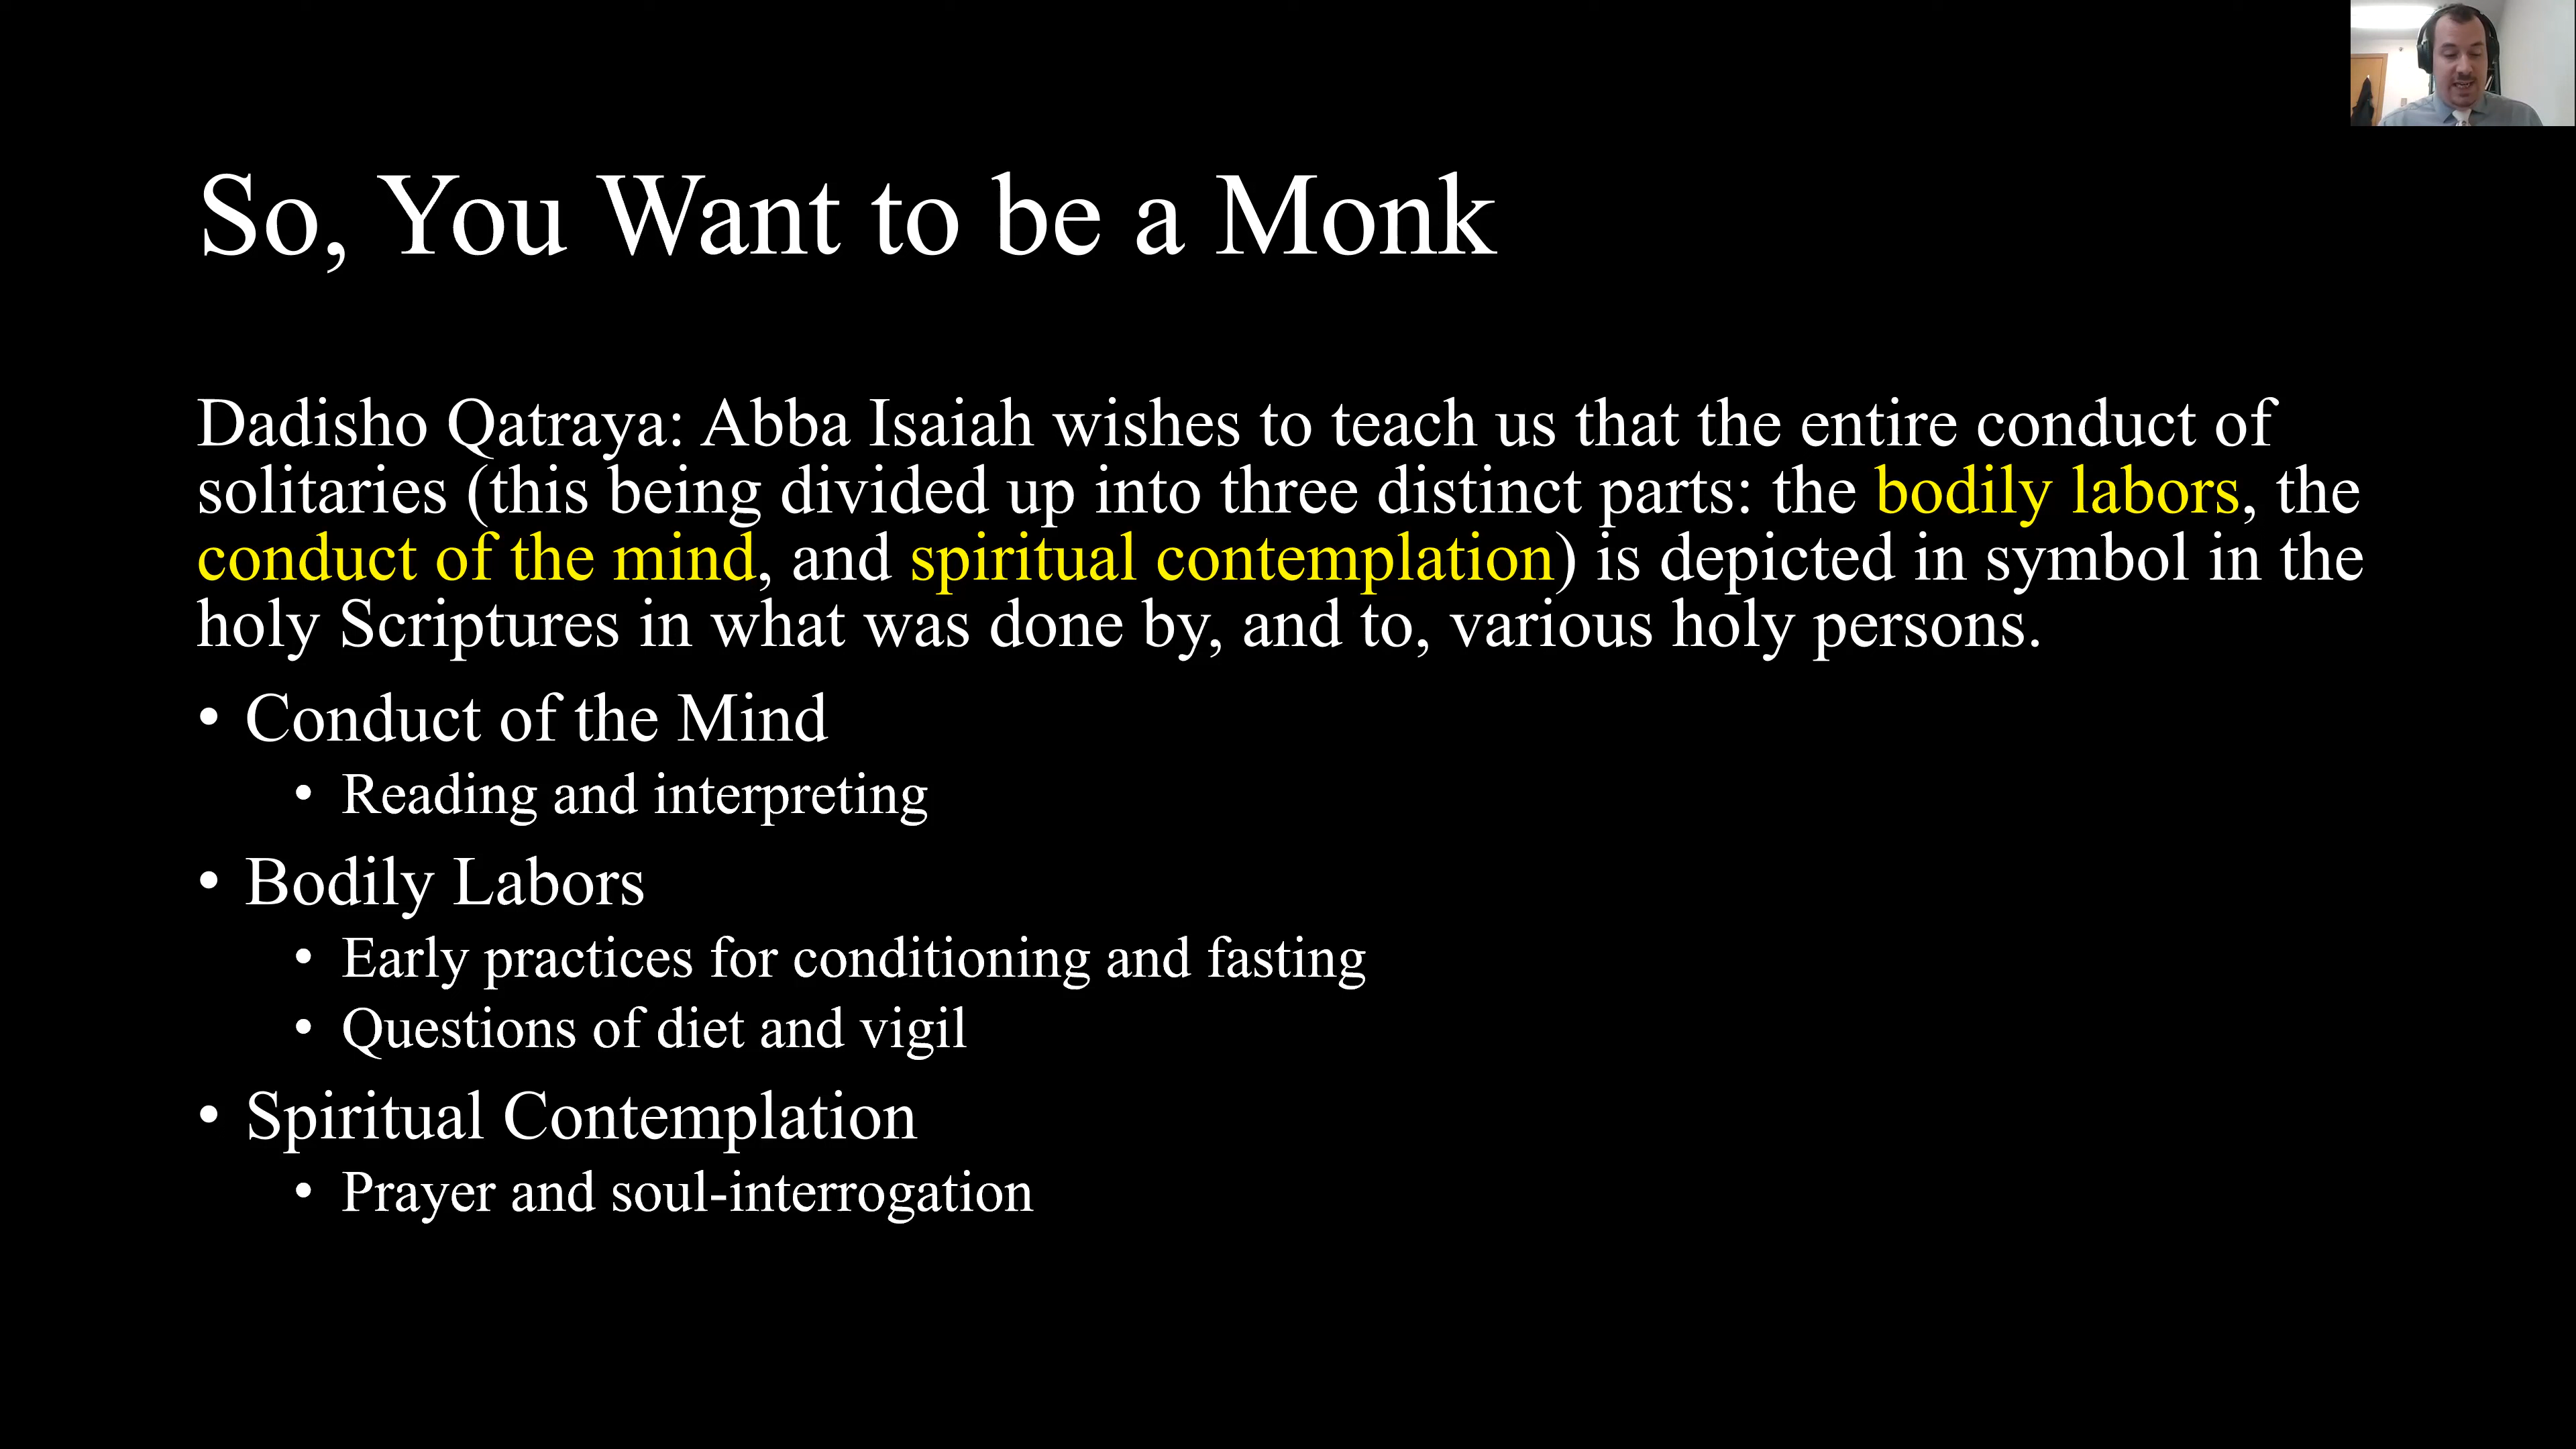 So, You Want to be a Monk
Dadisho Qatraya: Abba Isaiah wishes to teach us that the entire conduct of
solitaries (this being divided up into three distinct parts: the bodily labors, the
conduct of the mind, and spiritual contemplation) is depicted in symbol in the
holy Scriptures in what was done by, and to, various holy persons.
• Conduct of the Mind
• Reading and interpreting
• Bodily Labors
• Early practices for conditioning and fasting
• Questions of diet and vigil
• Spiritual Contemplation
• Prayer and soul-interrogation